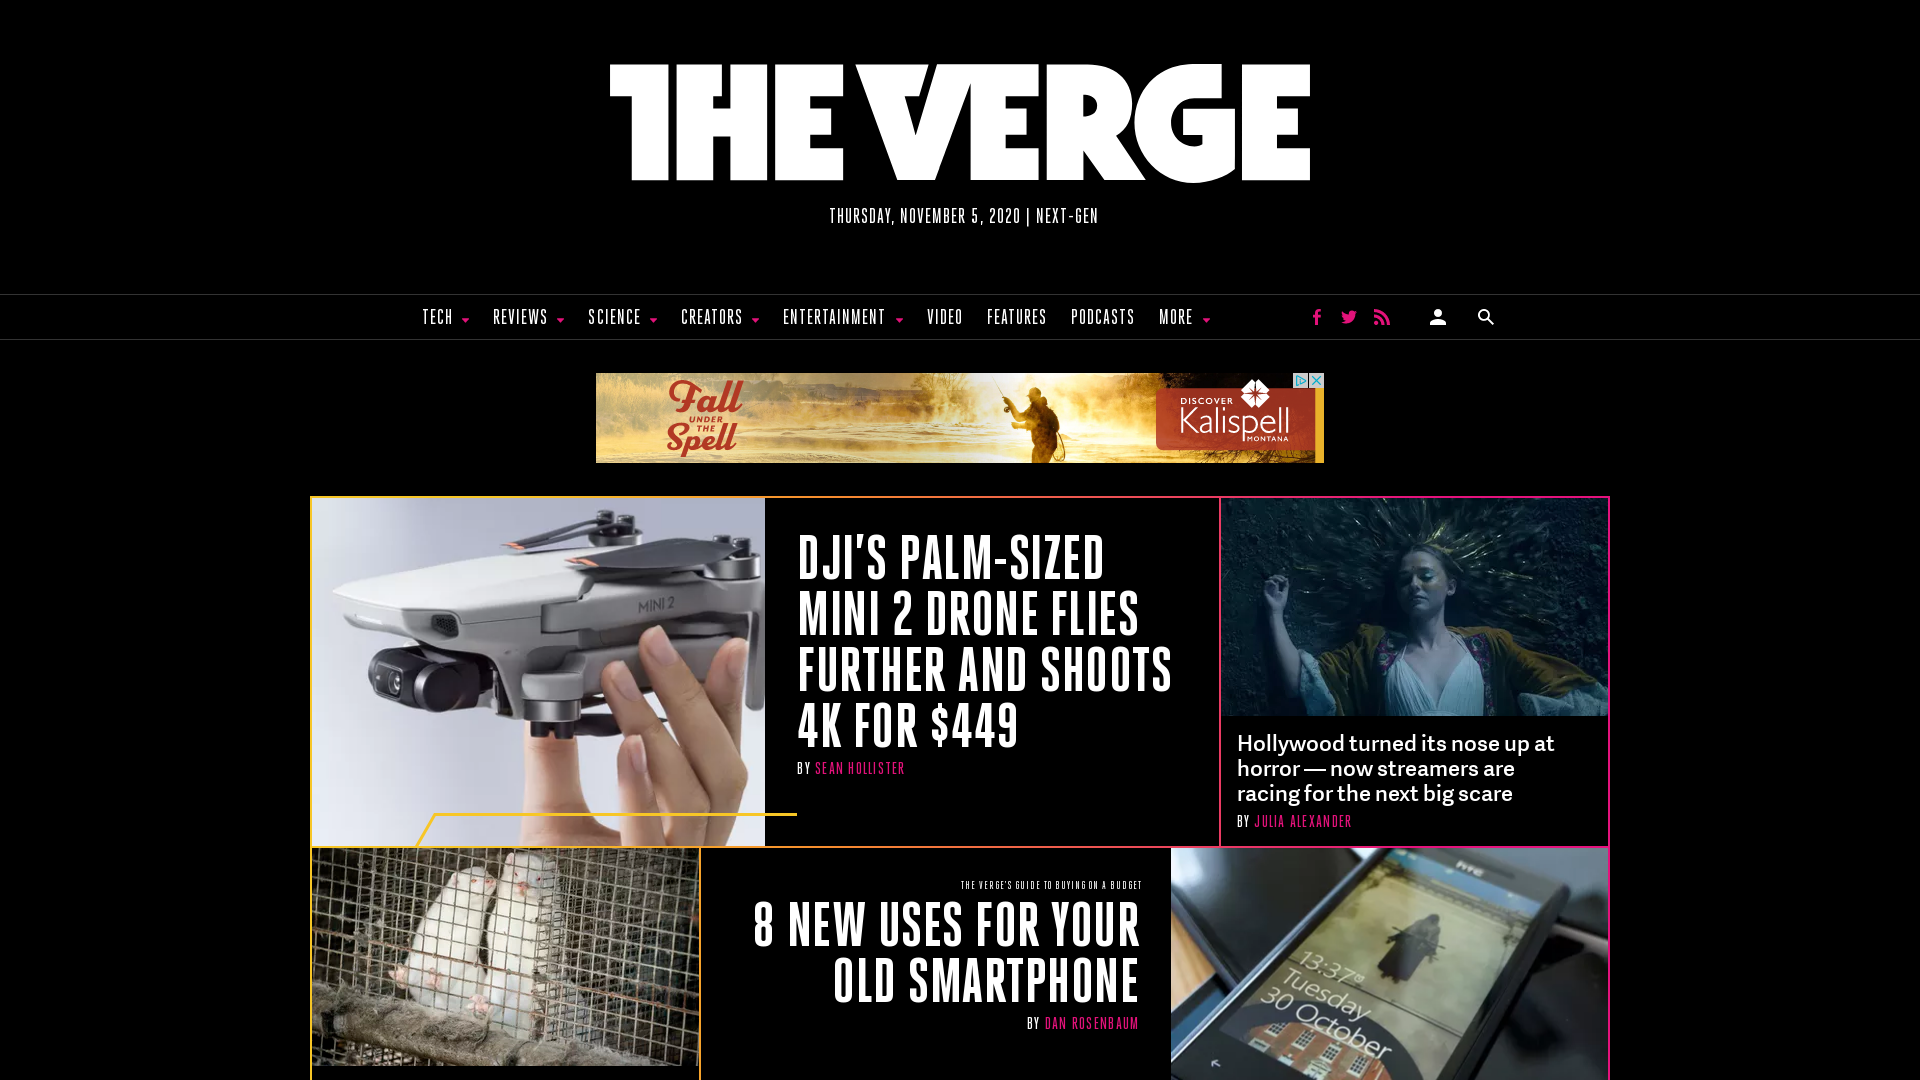 THE VERGE
THURSDAY, NOVEMBER 5, 2020 | NEXT-GEN
TECH REVIEWS SCIENCE CREATORS ENTERTAINMENT VIDEO FEATURES PODCASTS MORE
Fall
UNDER
THE
Spell
DISCOVER
Kalispell
MONTANA
MINI 2
DJI'S PALM-SIZED
MINI 2 DRONE FLIES
FURTHER AND SHOOTS
4K FOR $449
BY SEAN HOLLISTER
Hollywood turned its nose up at
horror — now streamers are
racing for the next big scare
BY JULIA ALEXANDER
THE VERGE'S GUIDE TO BUYING ON A BUDGET
8 NEW USES FOR YOUR
OLD SMARTPHONE
BY DAN ROSENBAUM
hTC
13:37
Tuesday
30 October